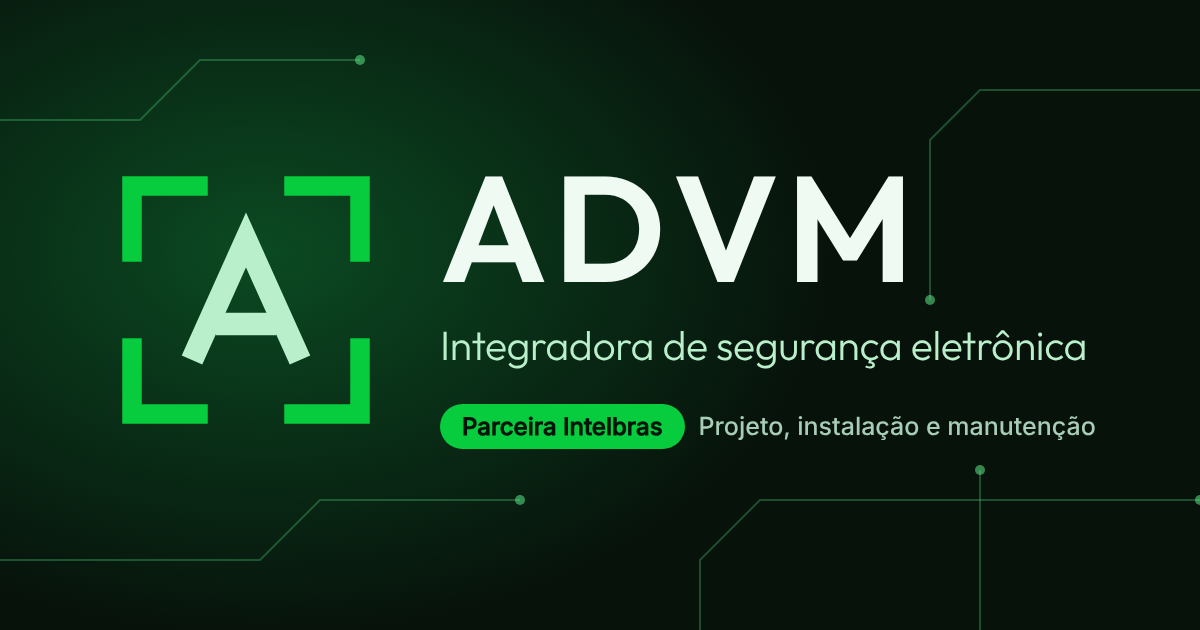 A
ADVM
Integradora de segurança eletrônica
Parceira Intelbras
Projeto, instalação e manutenção